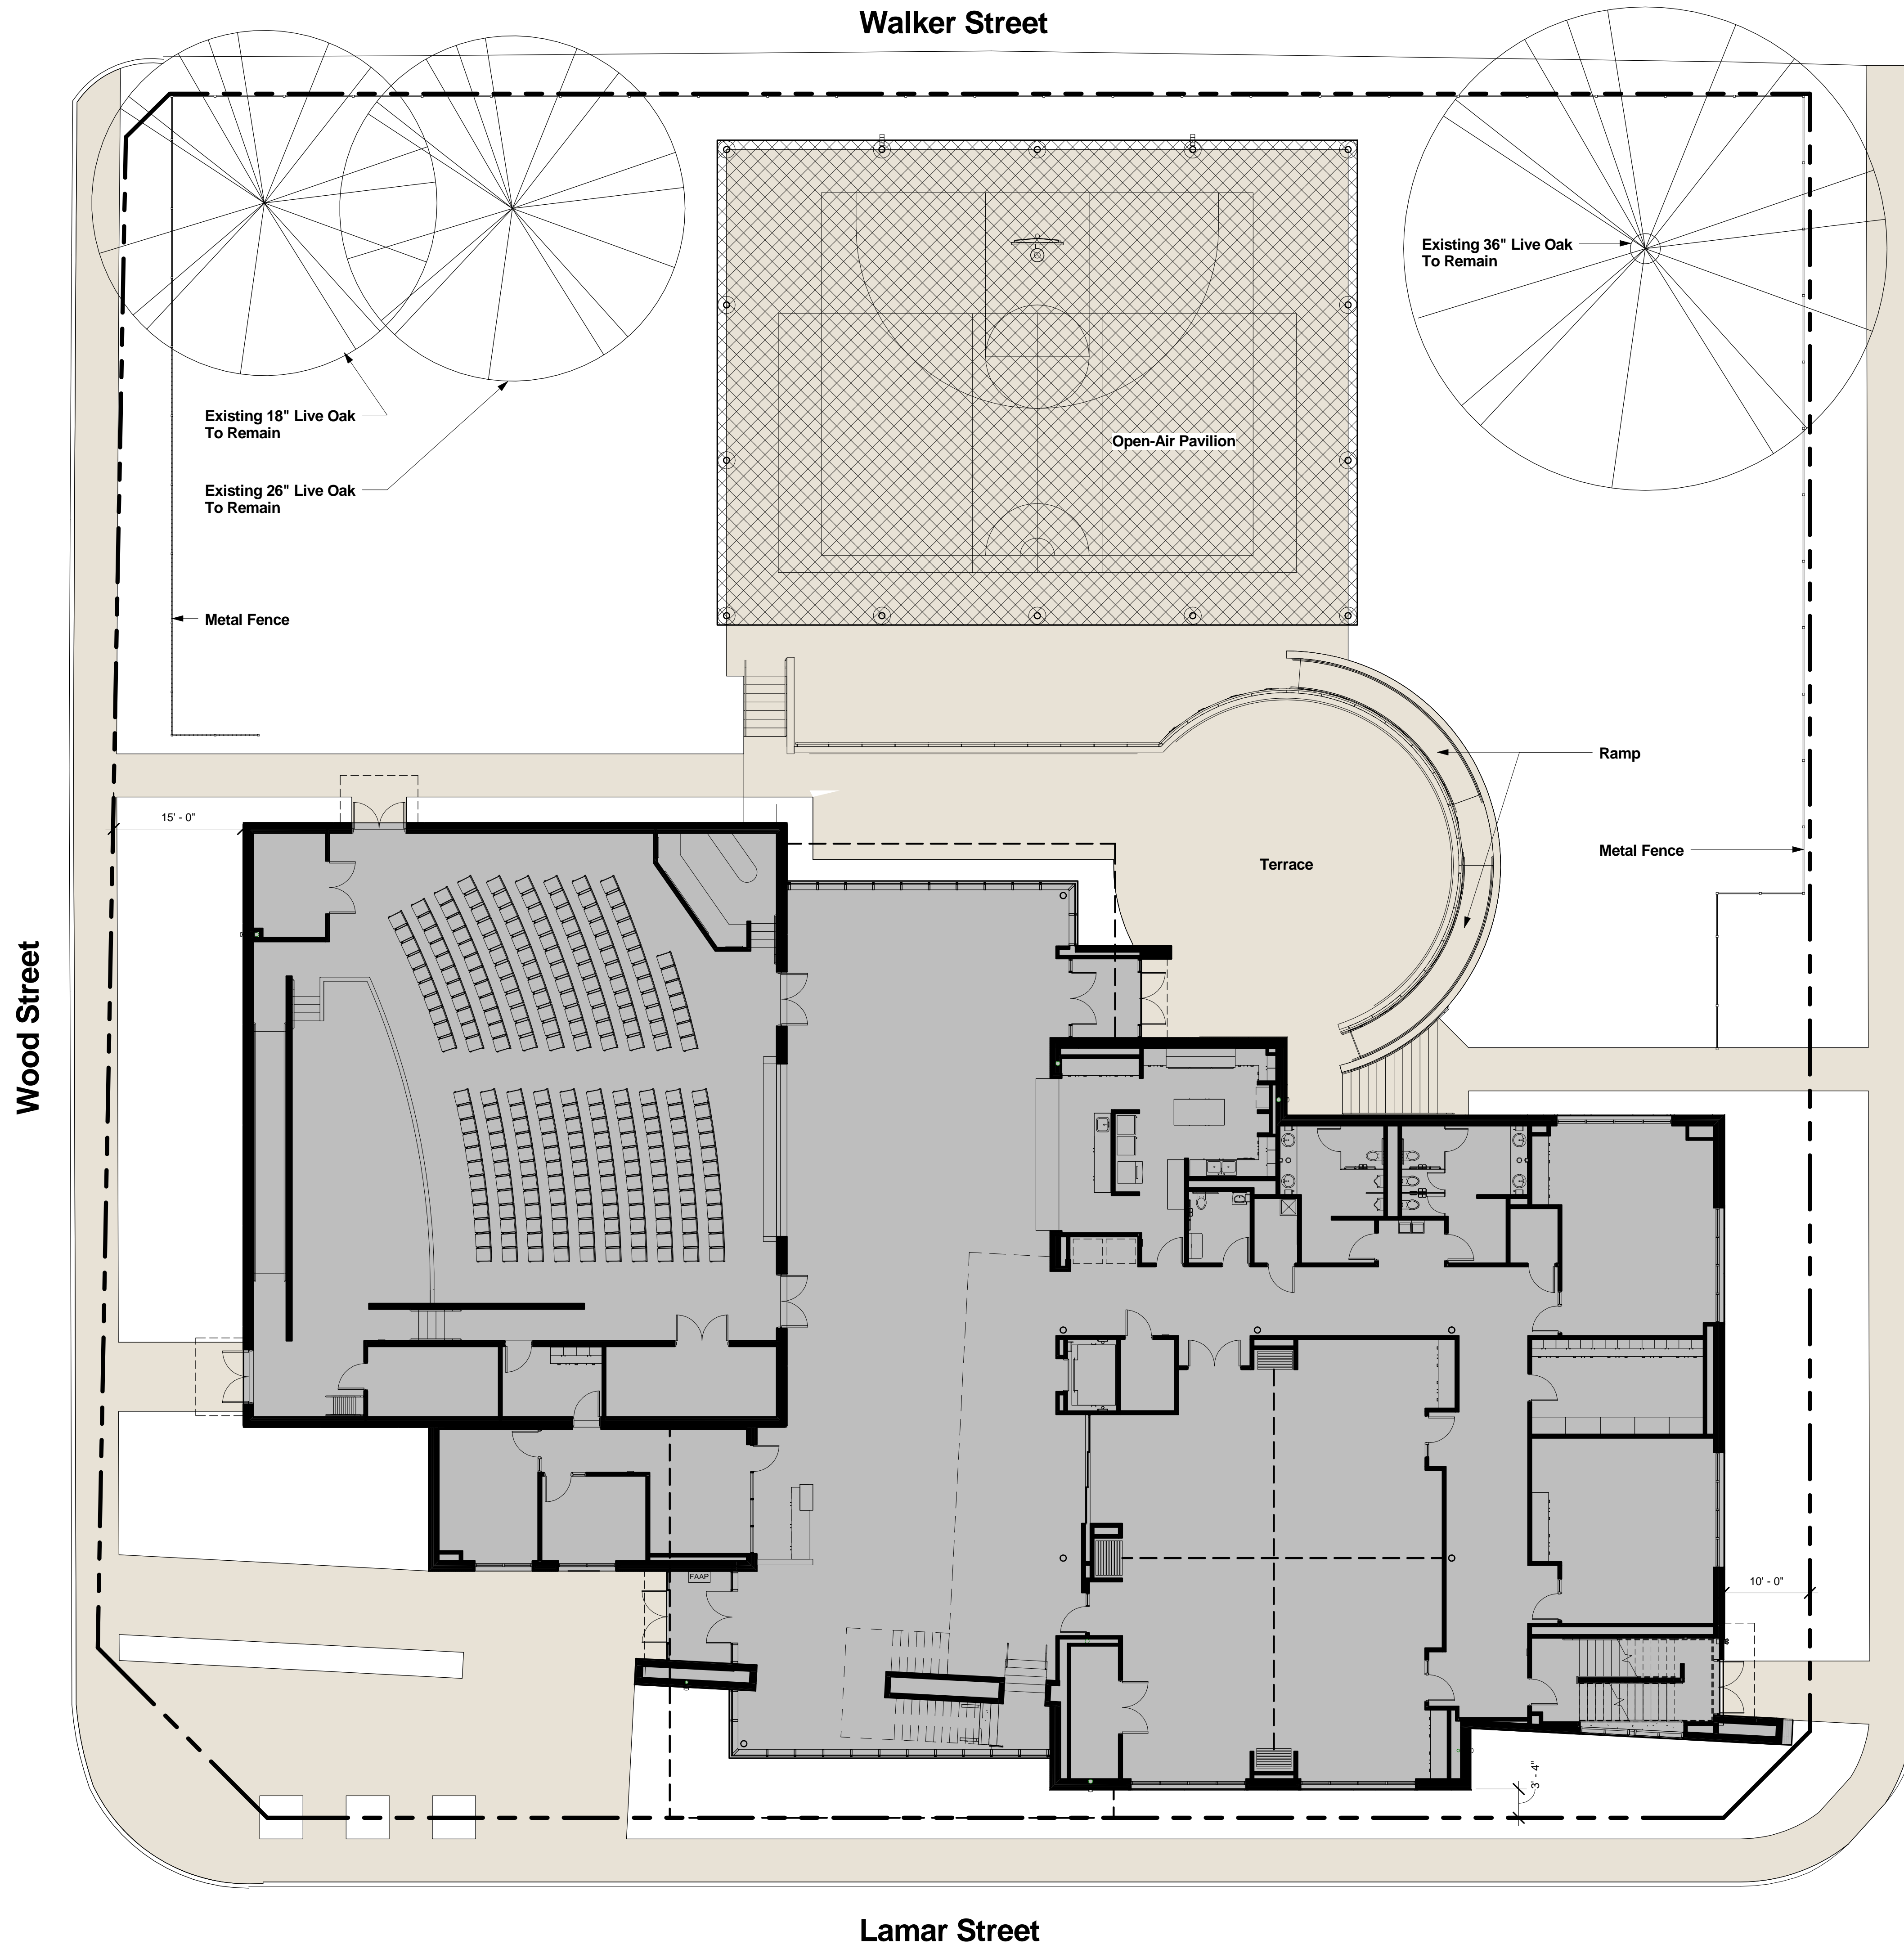 Walker Street
Existing 36" Live Oak
To Remain
Existing 18" Live Oak
To Remain
Open-Air Pavilion
Existing 26" Live Oak
To Remain
Metal Fence
Ramp
15' - 0"
Metal Fence
Terrace
Wood Street
FAAP
10' - 0"
3' - 4"
Lamar Street